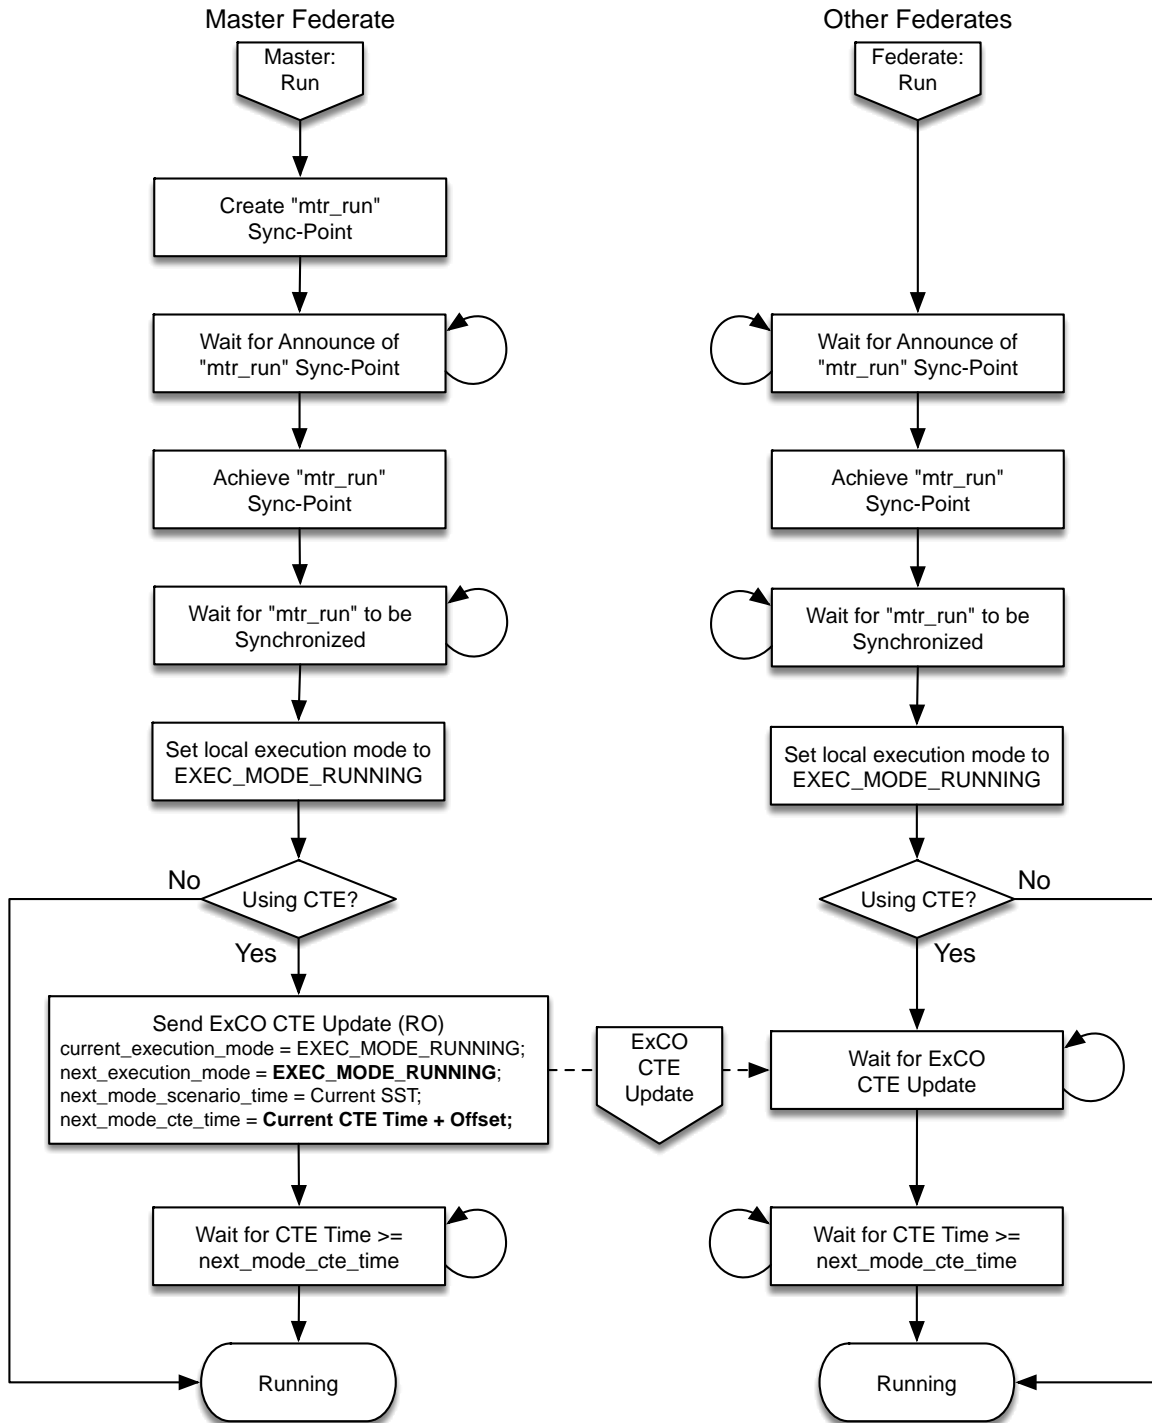 Master Federate
Master:
Run
Create "mtr_run"
Sync-Point
Wait for Announce of
"mtr_run" Sync-Point
Achieve "mtr_run"
Sync-Point
Wait for "mtr_run" to be
Synchronized
Set local execution mode to
EXEC_MODE_RUNNING
Using CTE?
No
Yes
Send ExCO CTE Update (RO)
current_execution_mode = EXEC_MODE_RUNNING;
next_execution_mode = EXEC_MODE_RUNNING;
next_mode_scenario_time = Current SST;
next_mode_cte_time = Current CTE Time + Offset;
Wait for CTE Time >=
next_mode_cte_time
Running
ExCO
CTE
Update
Other Federates
Federate:
Run
Wait for Announce of
"mtr_run" Sync-Point
Achieve "mtr_run"
Sync-Point
Wait for "mtr_run" to be
Synchronized
Set local execution mode to
EXEC_MODE_RUNNING
Using CTE?
No
Yes
Wait for ExCO
CTE Update
Wait for CTE Time >=
next_mode_cte_time
Running